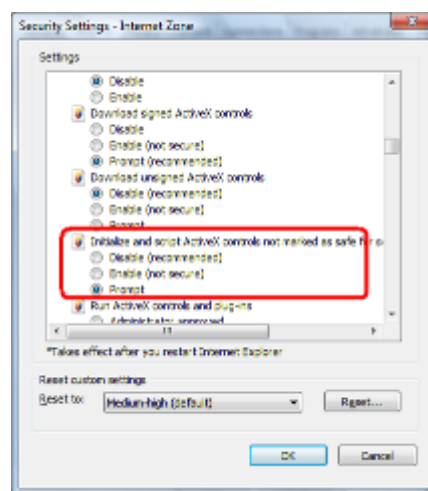 Security Settings - Internet Zone
Settings
Disable
Enable
Download signed ActiveX controls
Disable
Enable (not secure)
Prompt (recommended)
Download unsigned ActiveX controls
Disable (recommended)
Enable (not secure)
Prompt
Initialize and script ActiveX controls not marked as safe for s
Disable (recommended)
Enable (not secure)
Prompt
Run ActiveX controls and plug-ins
Administrator approved
*Takes effect after you restart Internet Explorer
Reset custom settings
Reset to:
Medium-high (default)
Reset...
OK
Cancel